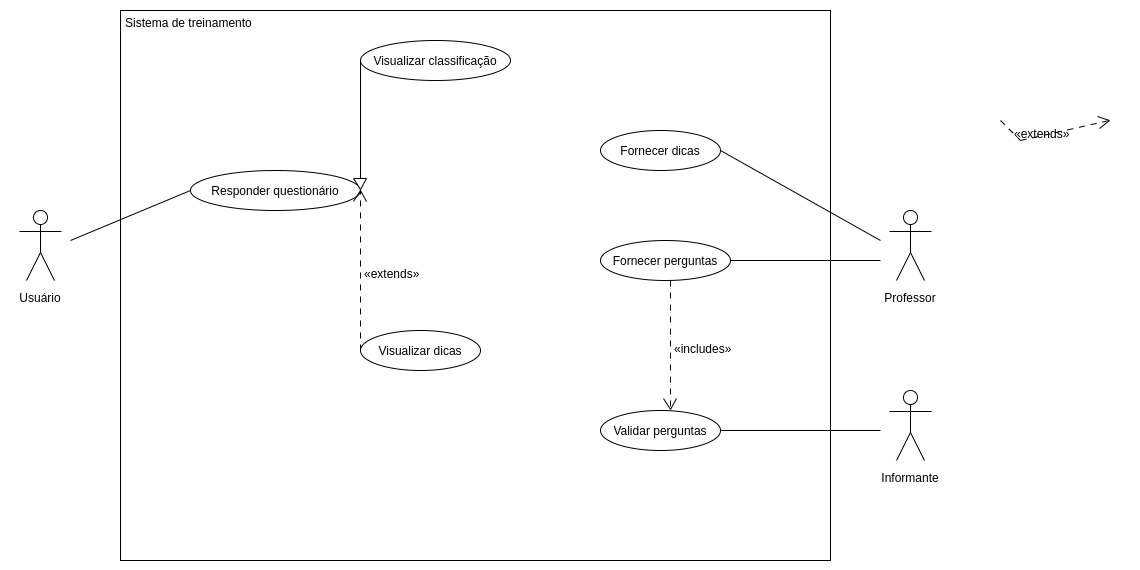 Sistema de treinamento
Visualizar classificação
Fornecer dicas
«extends»
Responder questionário
Fornecer perguntas
«extends»
Usuário
Professor
«includes»
Visualizar dicas
Validar perguntas
Informante